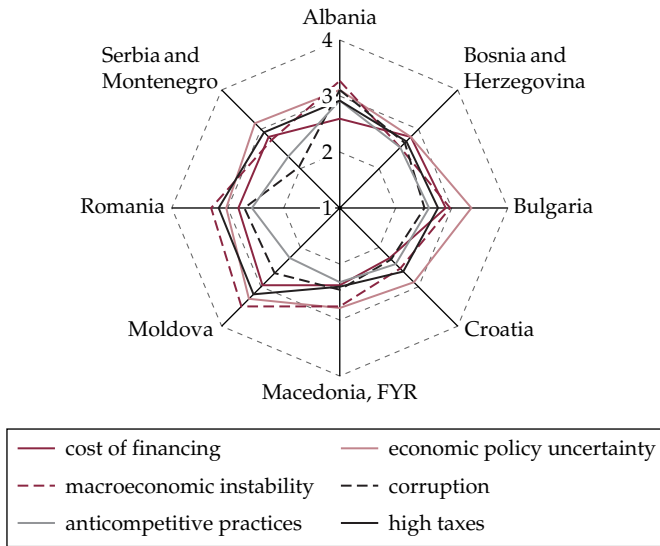 Albania
4
Serbia and
Montenegro
Bosnia and
Herzegovina
3
2
Romania
1
Bulgaria
Moldova
Croatia
Macedonia, FYR
cost of financing
economic policy uncertainty
macroeconomic instability
corruption
anticompetitive practices
high taxes